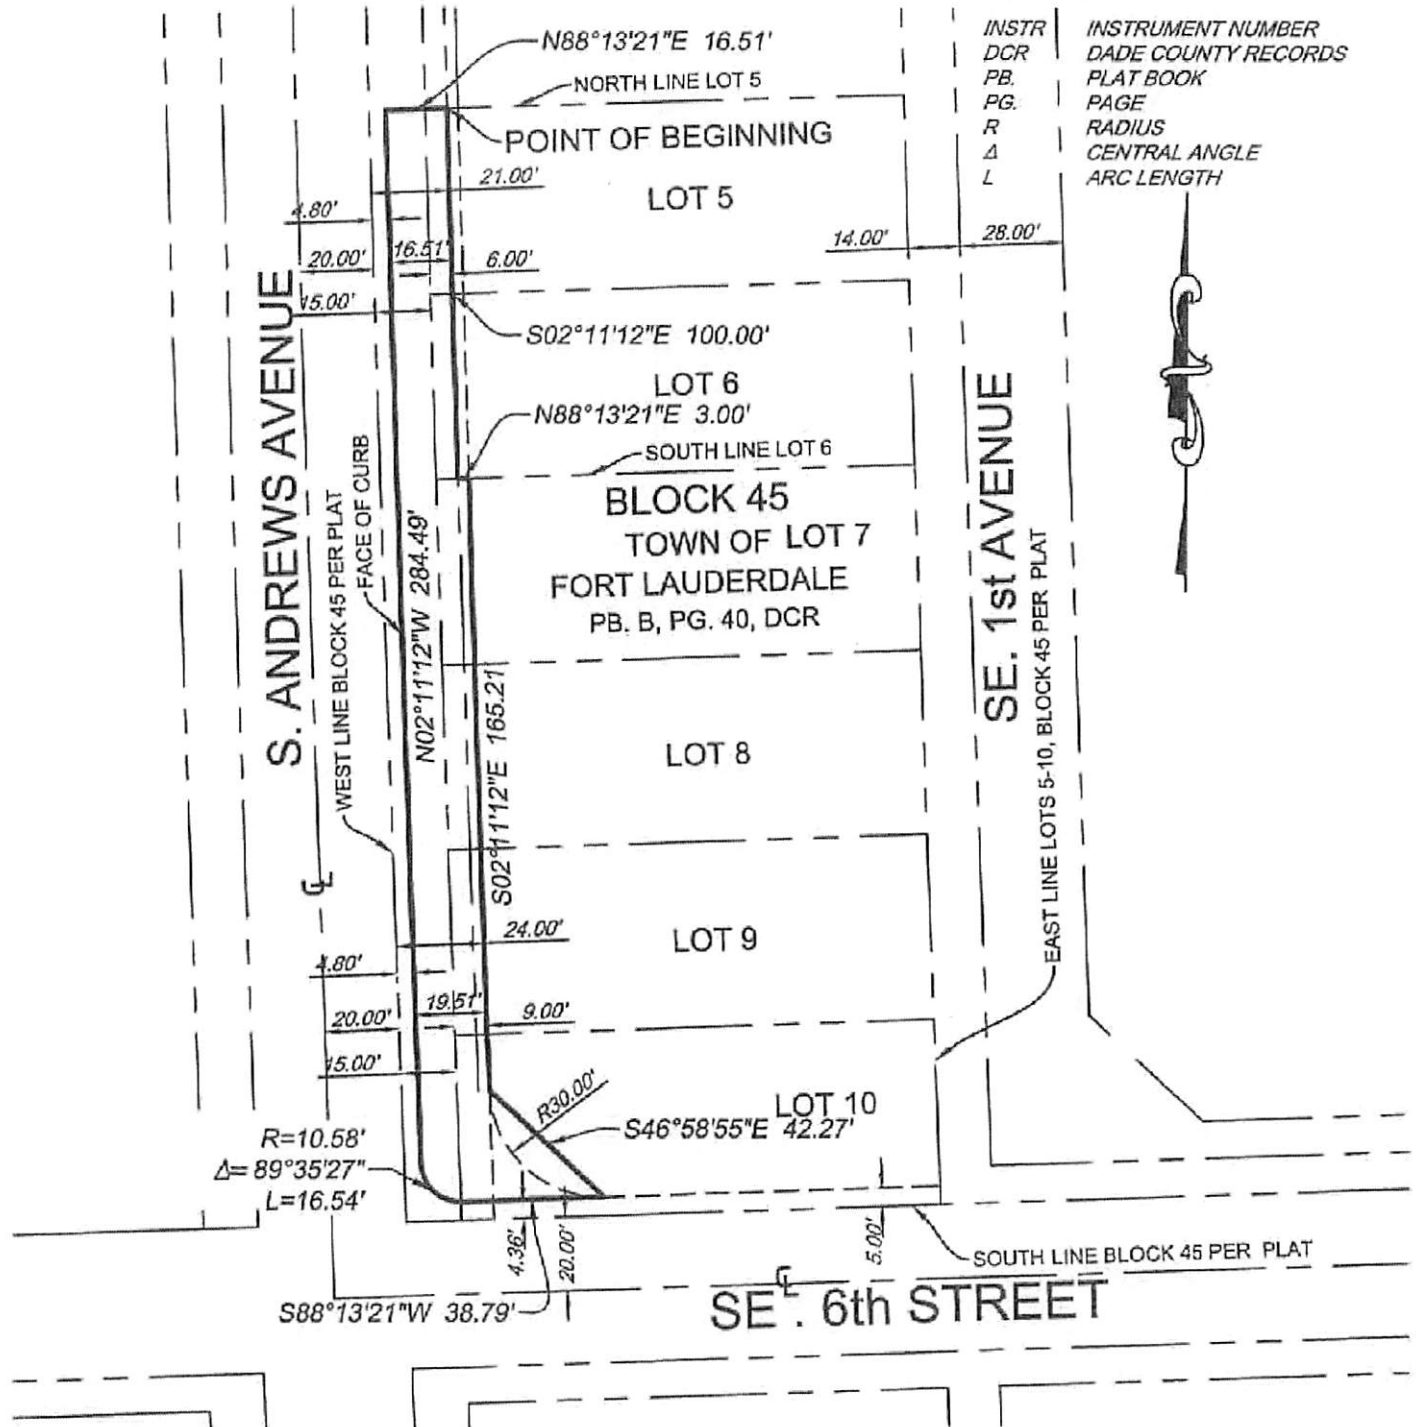 INSTR INSTRUMENT NUMBER
DCR DADE COUNTY RECORDS
PB. PLAT BOOK
PG. PAGE
R RADIUS
Δ CENTRAL ANGLE
L ARC LENGTH
N88°13'21"E 16.51'
NORTH LINE LOT 5
POINT OF BEGINNING
21.00'
LOT 5
4.80'
14.00'
28.00'
16.51'
20.00'
6.00'
15.00'
S02°11'12"E 100.00'
LOT 6
N88°13'21"E 3.00'
SOUTH LINE LOT 6
BLOCK 45
TOWN OF LOT 7
FORT LAUDERDALE
PB. B, PG. 40, DCR
S. ANDREWS AVENUE
WEST LINE BLOCK 45 PER PLAT
FACE OF CURB
N02°11'12"W 284.49'
S02°11'12"E 165.21'
SE. 1st AVENUE
EAST LINE LOTS 5-10, BLOCK 45 PER PLAT
LOT 8
CL
24.00'
LOT 9
4.80'
19.51'
20.00'
9.00'
15.00'
R30.00'
LOT 10
S46°58'55"E 42.27'
R=10.58'
Δ= 89°35'27"
L=16.54'
4.36'
20.00'
5.00'
SOUTH LINE BLOCK 45 PER PLAT
CL
S88°13'21"W 38.79'
SE . 6th STREET